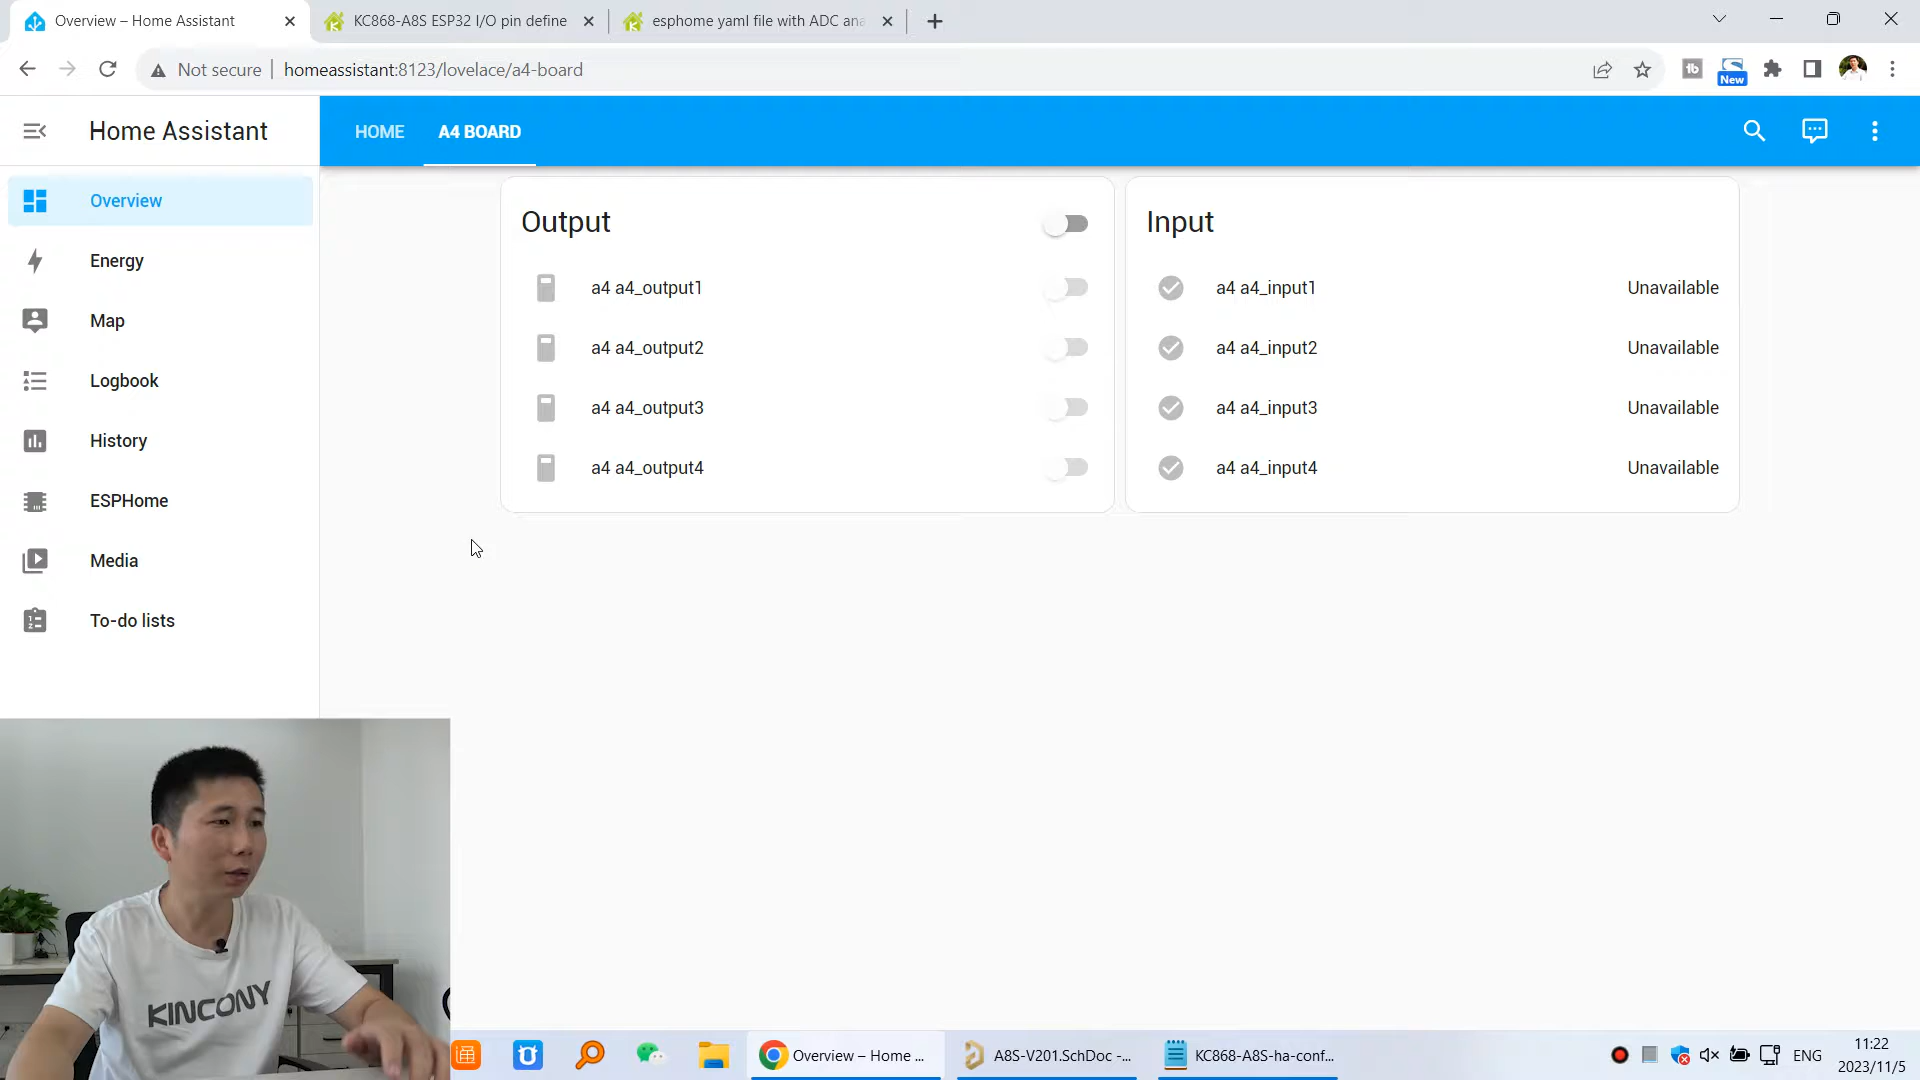 Overview – Home Assistant
KC868-A8S ESP32 I/O pin define
esphome yaml file with ADC ana
Not secure
homeassistant:8123/lovelace/a4-board
New
Home Assistant
HOME
A4 BOARD
Overview
Energy
Map
Logbook
History
ESPHome
Media
To-do lists
Output
a4 a4_output1
a4 a4_output2
a4 a4_output3
a4 a4_output4
Input
a4 a4_input1 Unavailable
a4 a4_input2 Unavailable
a4 a4_input3 Unavailable
a4 a4_input4 Unavailable
KINCONY
Overview – Home ...
A8S-V201.SchDoc -...
KC868-A8S-ha-conf...
ENG
11:22
2023/11/5